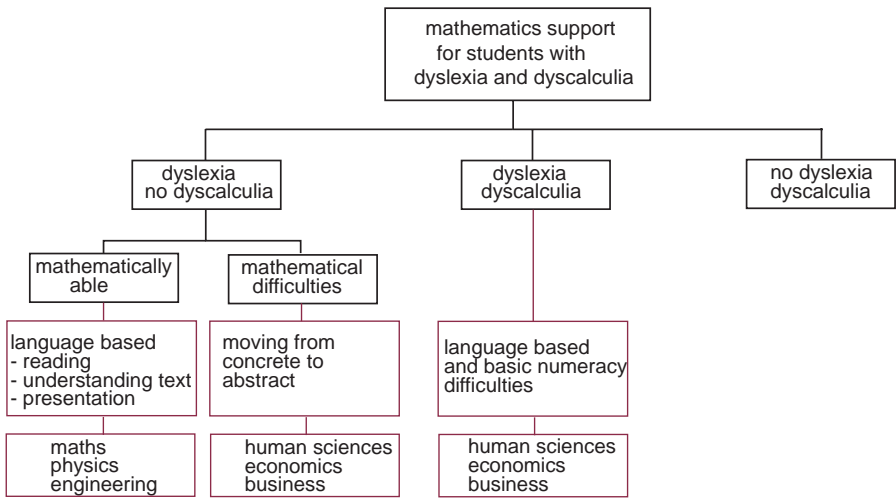 mathematics support
for students with
dyslexia and dyscalculia
dyslexia
no dyscalculia
dyslexia
dyscalculia
no dyslexia
dyscalculia
mathematically
able
mathematical
difficulties
language based
- reading
- understanding text
- presentation
moving from
concrete to
abstract
language based
and basic numeracy
difficulties
maths
physics
engineering
human sciences
economics
business
human sciences
economics
business